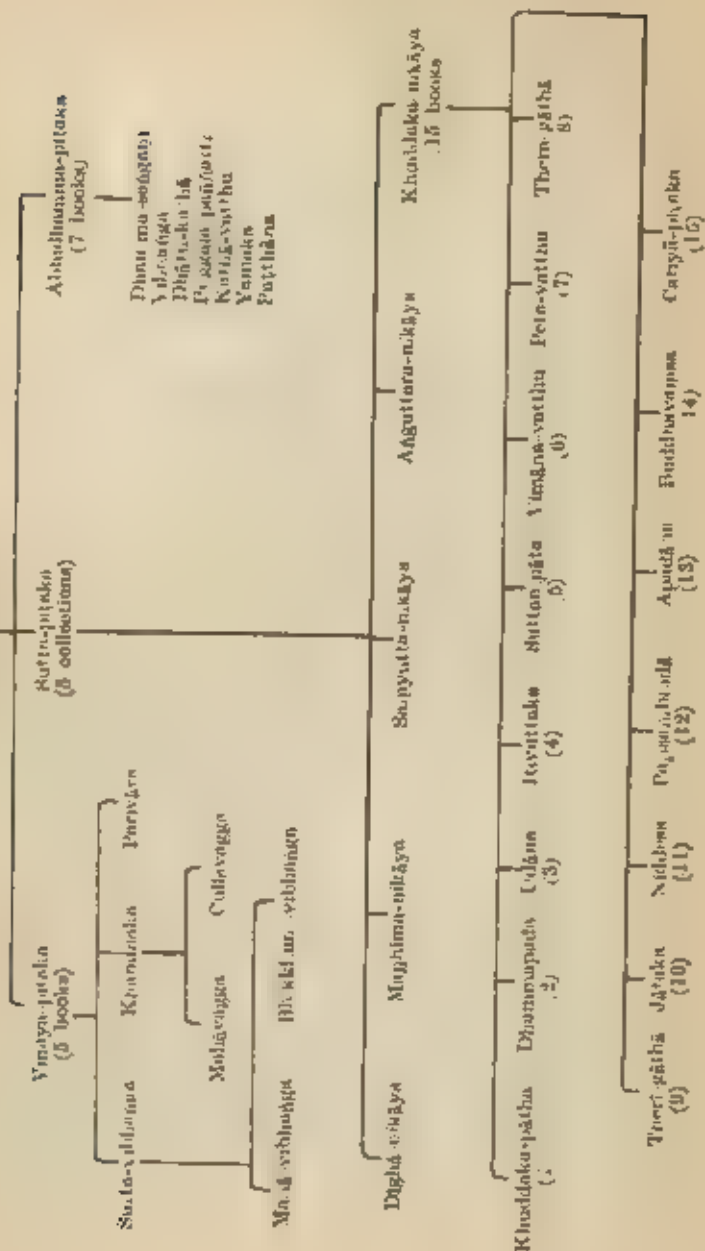 Vinaya-piṭaka
(5 books)
Sutta-piṭaka
(5 collections)
Abhidhamma-piṭaka
(7 books)
Sutta-vibhaṅga
Khandhaka
Parivāra
Mahāvagga
Cullavagga
Mahā-vibhaṅga
Bhikkhunī-vibhaṅga
Dhamma-saṅgaṇi
Vibhaṅga
Dhātu-kathā
Puggala-paññatti
Kathā-vatthu
Yamaka
Paṭṭhāna
Dīgha-nikāya
Majjhima-nikāya
Saṃyutta-nikāya
Aṅguttara-nikāya
Khuddaka-nikāya
15 books
Khuddaka-pāṭha
Dhammapada
(2)
Udāna
(3)
Itivuttaka
(4)
Sutta-nipāta
(5)
Vimāna-vatthu
(6)
Peta-vatthu
(7)
Thera-gāthā
(8)
Therī-gāthā
(9)
Jātaka
(10)
Niddesa
(11)
Paṭisambhidā
(12)
Apadāna
(13)
Buddhavaṃsa
14)
Cariyā-piṭaka
(15)